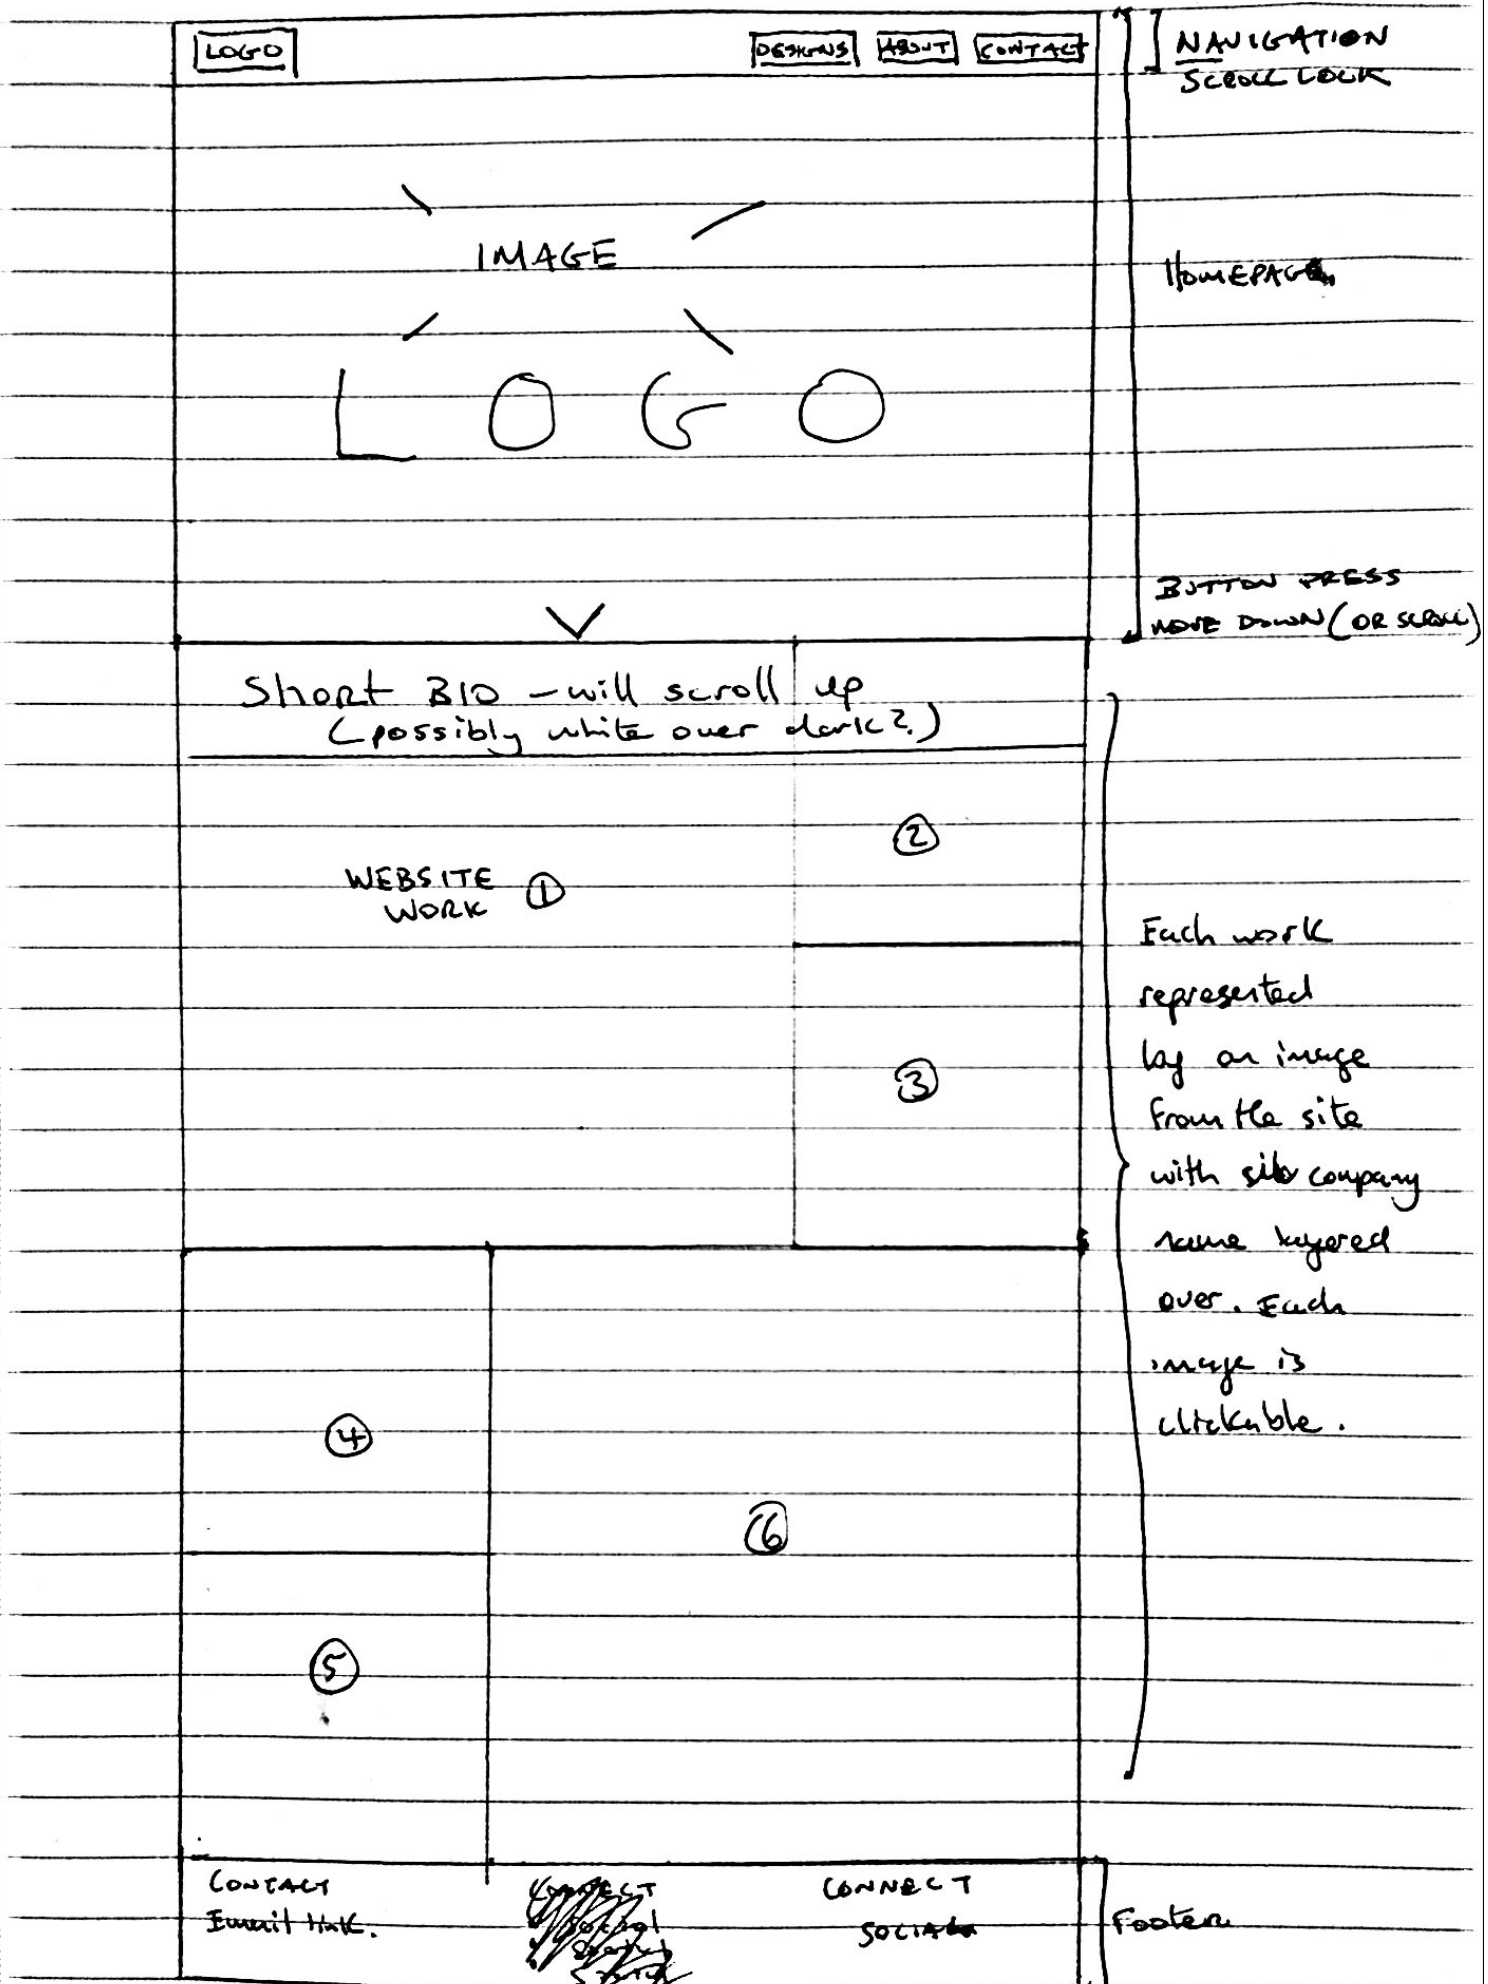 LOGO
DESIGNS ABOUT CONTACT
NAVIGATION
SCROLL LOCK
IMAGE
HOMEPAGE
LOGO
BUTTON PRESS
MOVE DOWN (OR SCROLL)
Short BIO - will scroll up
(possibly white over dark?)
WEBSITE
WORK ①
②
③
Each work
represented
by an image
from the site
with company
name layered
over. Each
image is
clickable.
④
⑥
⑤
CONTACT
Email link.
CONNECT
SOCIAL
Footer